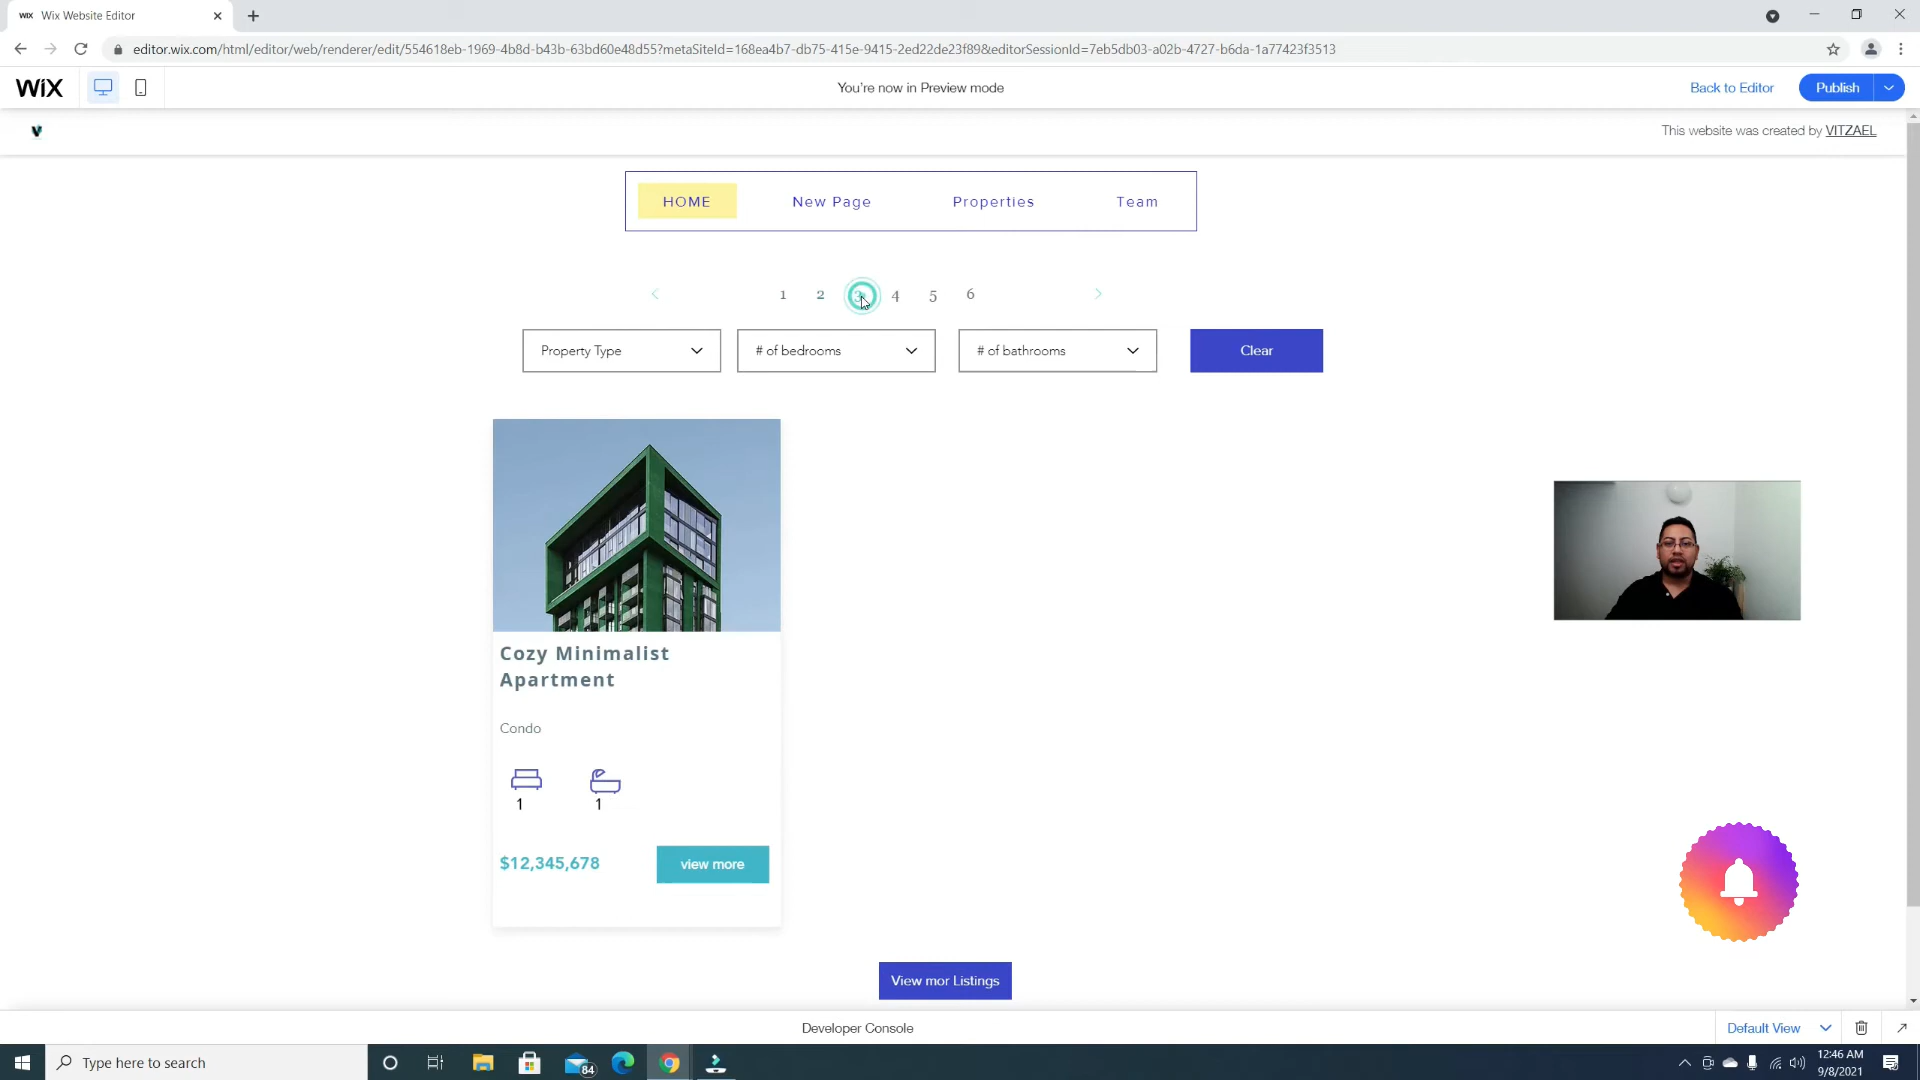 WiX Wix Website Editor
editor.wix.com/html/editor/web/renderer/edit/554618eb-1969-4b8d-b43b-63bd60e48d55?metaSiteId=168ea4b7-db75-415e-9415-2ed22de23f89&editorSessionId=7eb5db03-a02b-4727-b6da-1a77423f3513
WiX You're now in Preview mode Back to Editor Publish
V This website was created by VITZAEL
HOME New Page Properties Team
1 2 3 4 5 6
Property Type # of bedrooms # of bathrooms Clear
Cozy Minimalist
Apartment
Condo
1 1
$12,345,678 view more
View mor Listings
Developer Console Default View
Type here to search 84 12:46 AM
9/8/2021